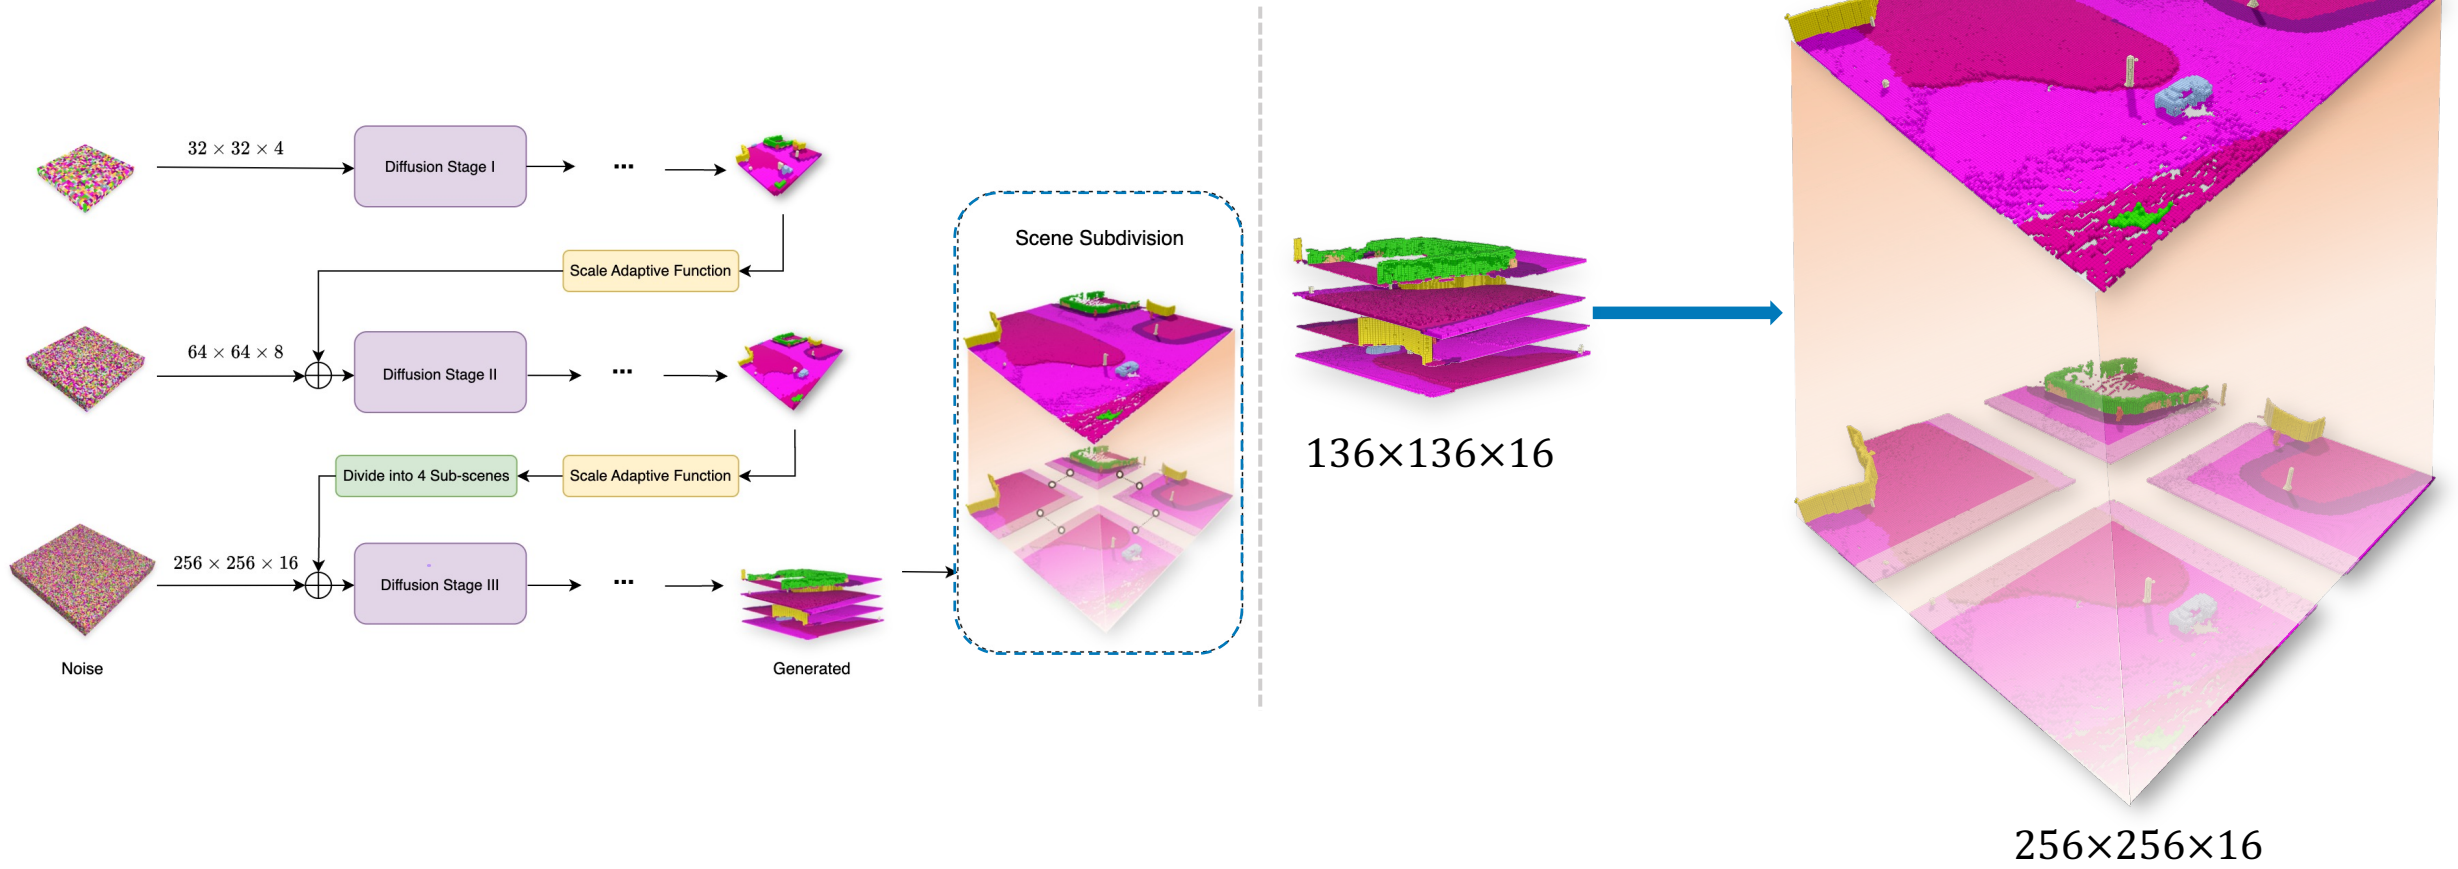 32 × 32 × 4
Diffusion Stage I
...
Scale Adaptive Function
64 × 64 × 8
Diffusion Stage II
...
Divide into 4 Sub-scenes
Scale Adaptive Function
256 × 256 × 16
Diffusion Stage III
...
Noise
Generated
Scene Subdivision
136×136×16
256×256×16